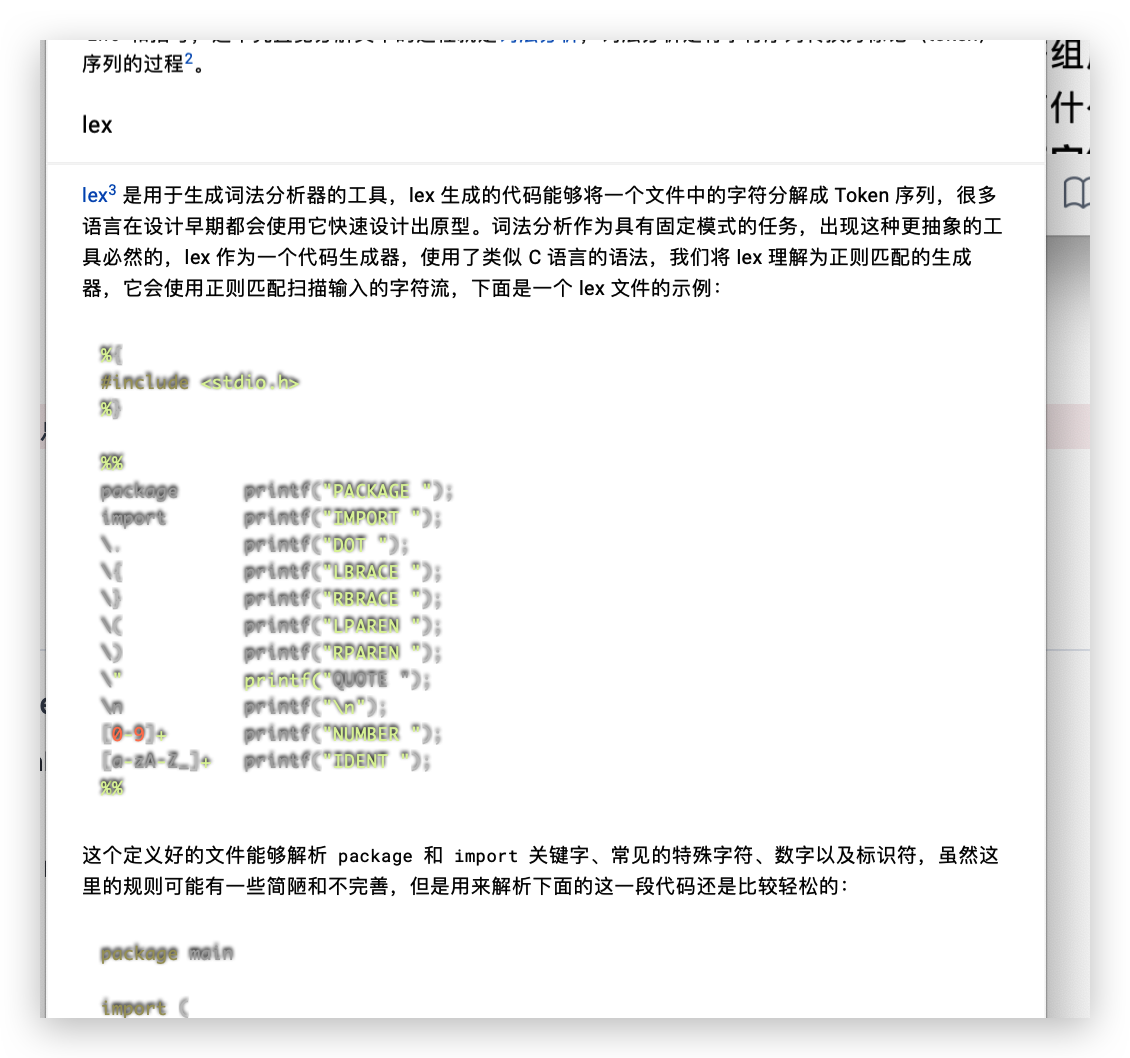 序列的过程2。
lex
lex3 是用于生成词法分析器的工具，lex 生成的代码能够将一个文件中的字符分解成 Token 序列，很多
语言在设计早期都会使用它快速设计出原型。词法分析作为具有固定模式的任务，出现这种更抽象的工
具必然的，lex 作为一个代码生成器，使用了类似 C 语言的语法，我们将 lex 理解为正则匹配的生成
器，它会使用正则匹配扫描输入的字符流，下面是一个 lex 文件的示例：
%{
#include <stdio.h>
%}
%%
package printf("PACKAGE ");
import printf("IMPORT ");
\. printf("DOT ");
\{ printf("LBRACE ");
\} printf("RBRACE ");
\( printf("LPAREN ");
\) printf("RPAREN ");
\" printf("QUOTE ");
\n printf("\n");
[0-9]+ printf("NUMBER ");
[a-zA-Z_]+ printf("IDENT ");
%%
这个定义好的文件能够解析 package 和 import 关键字、常见的特殊字符、数字以及标识符，虽然这
里的规则可能有一些简陋和不完善，但是用来解析下面的这一段代码还是比较轻松的：
package main
import (
组
什